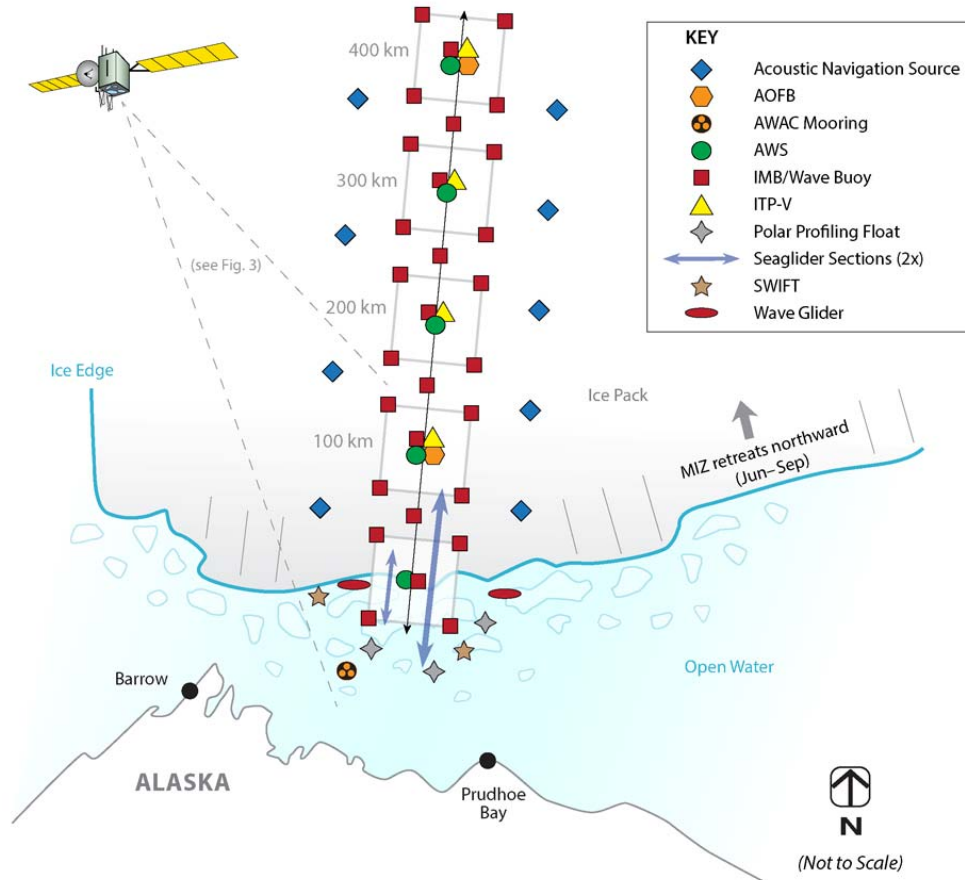 400 km
300 km
(see Fig. 3)
200 km
Ice Edge
Ice Pack
100 km
MIZ retreats northward
(Jun–Sep)
Open Water
Barrow
ALASKA
Prudhoe
Bay
N
(Not to Scale)
KEY
Acoustic Navigation Source
AOFB
AWAC Mooring
AWS
IMB/Wave Buoy
ITP-V
Polar Profiling Float
Seaglider Sections (2x)
SWIFT
Wave Glider